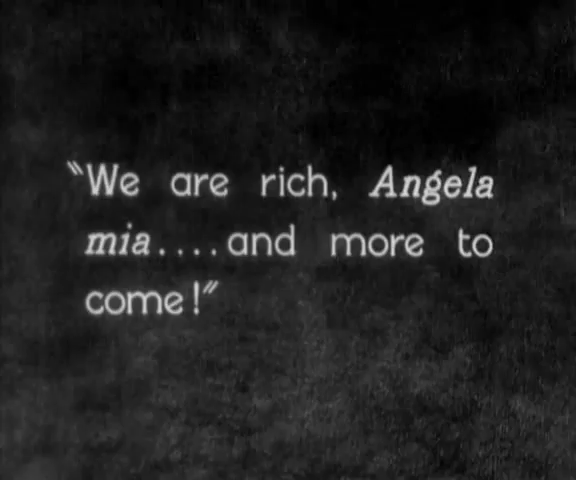 "We are rich, Angela
mia....and more to
come!"